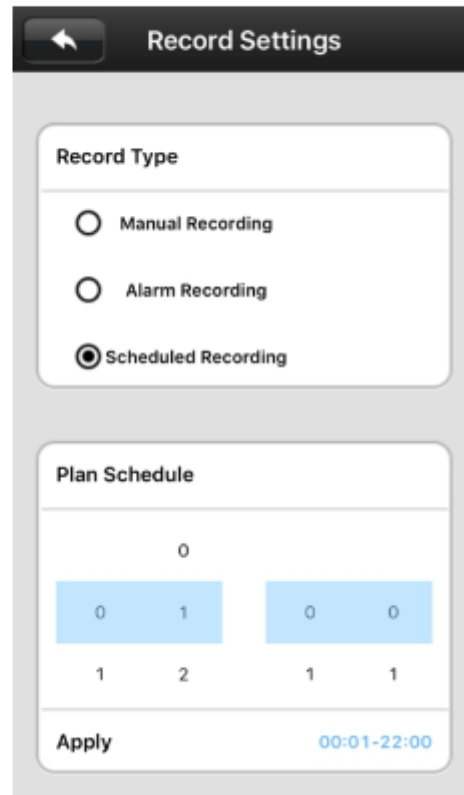 Record Settings
Record Type
Manual Recording
Alarm Recording
Scheduled Recording
Plan Schedule
0
0 1 0 0
1 2 1 1
Apply 00:01-22:00